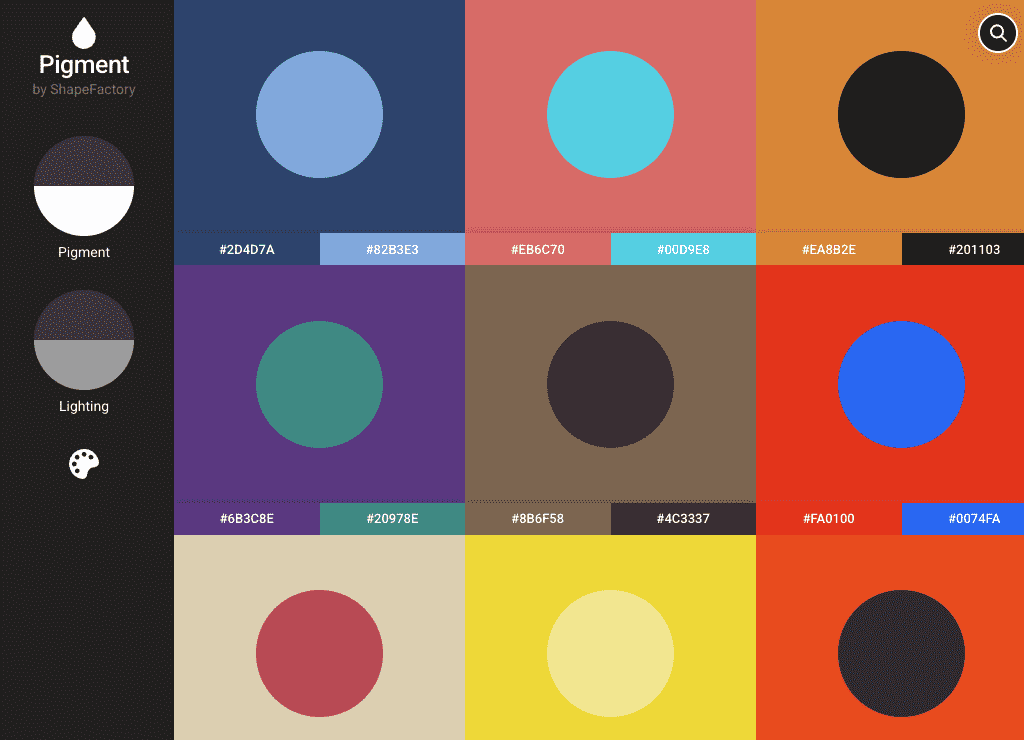 Pigment
by ShapeFactory
Pigment
Lighting
#2D4D7A #82B3E3 #EB6C70 #00D9E8 #EA8B2E #201103
#6B3C8E #20978E #8B6F58 #4C3337 #FA0100 #0074FA